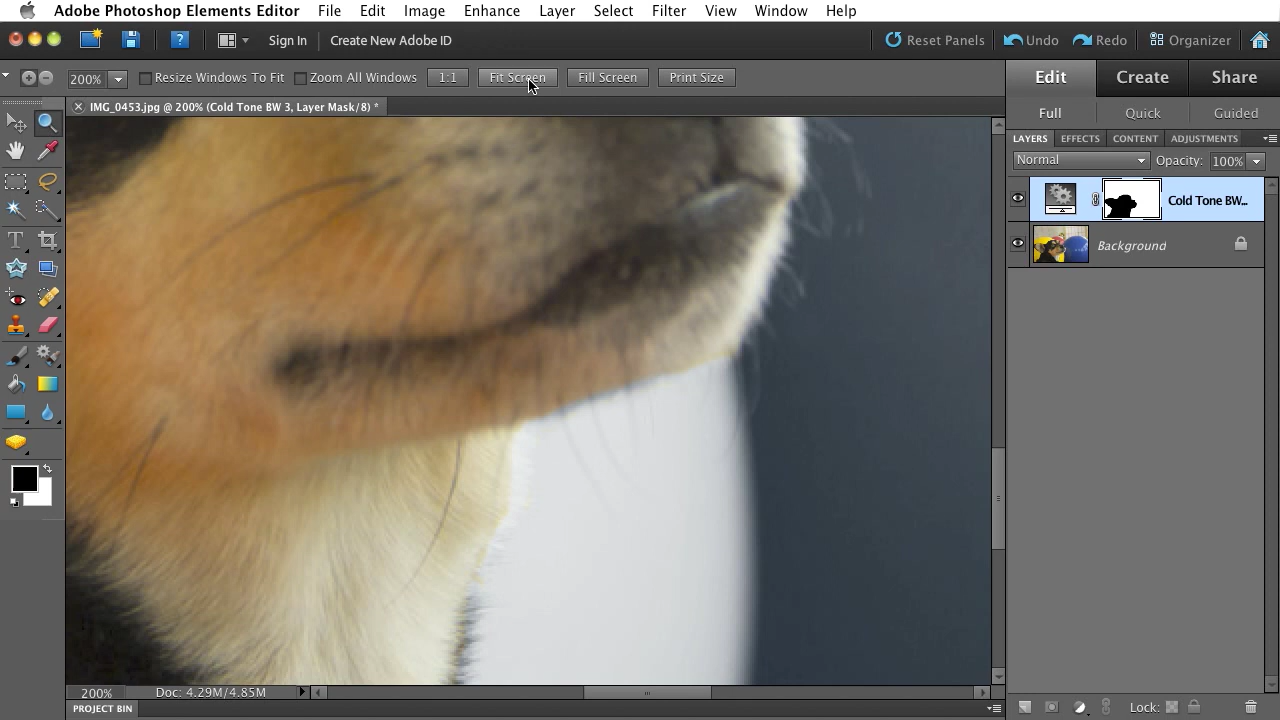 Adobe Photoshop Elements Editor File Edit Image Enhance Layer Select Filter View Window Help
? Sign In Create New Adobe ID Reset Panels Undo Redo Organizer
200% Resize Windows To Fit Zoom All Windows 1:1 Fit Screen Fill Screen Print Size Edit Create Share
IMG_0453.jpg @ 200% (Cold Tone BW 3, Layer Mask/8) * Full Quick Guided
LAYERS EFFECTS CONTENT ADJUSTMENTS
Normal Opacity: 100%
Cold Tone BW...
Background
T
200% Doc: 4.29M/4.85M
PROJECT BIN Lock: